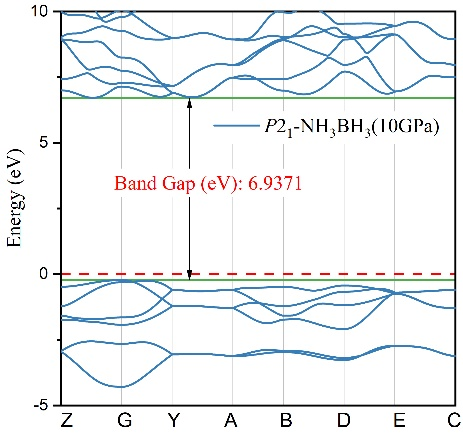 10
5
0
-5
Energy (eV)
P2₁-NH₃BH₃(10GPa)
Band Gap (eV): 6.9371
Z G Y A B D E C